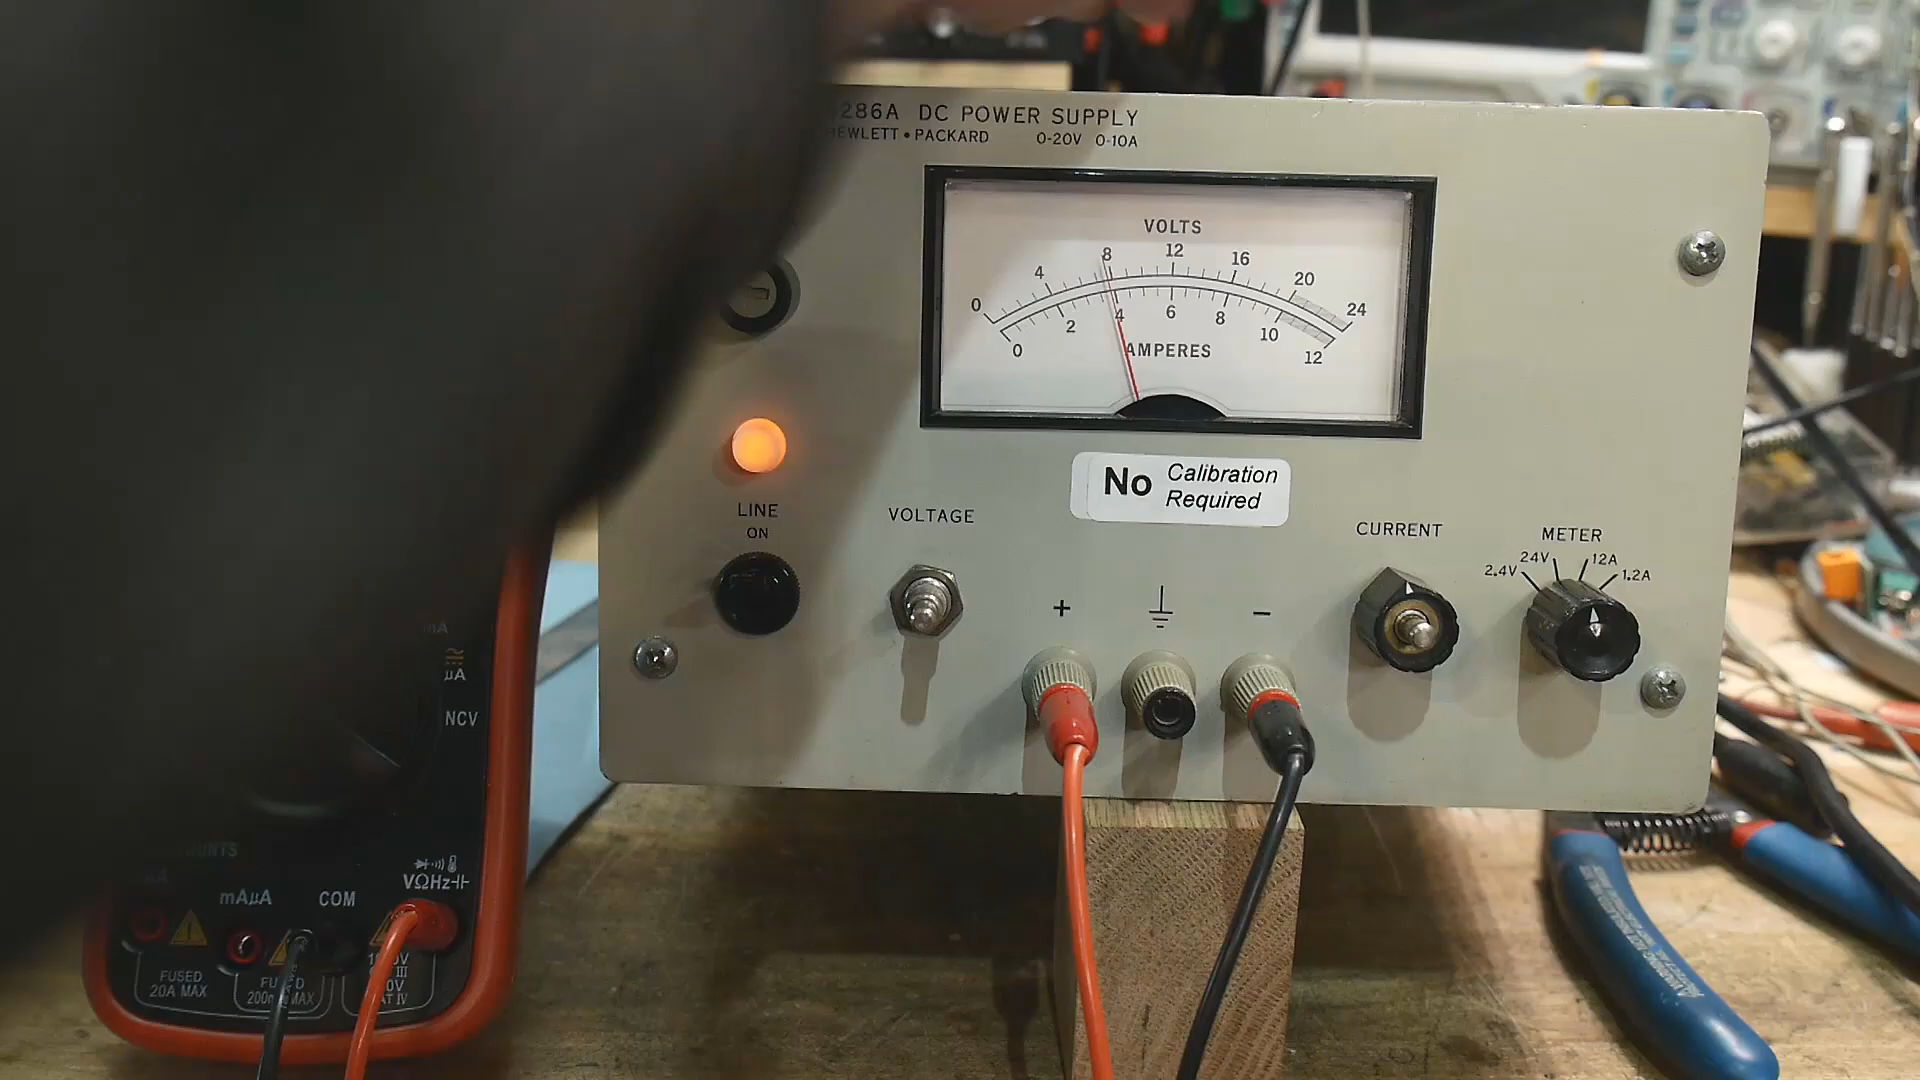 286A DC POWER SUPPLY
HEWLETT • PACKARD 0-20V 0-10A
VOLTS
0 4 8 12 16 20 24
0 2 4 6 8 10 12
AMPERES
No Calibration
Required
LINE
ON
VOLTAGE
CURRENT
METER
2.4V 24V 12A 1.2A
+ -
mA
µA
NCV
mAµA COM VΩHz
FUSED
20A MAX